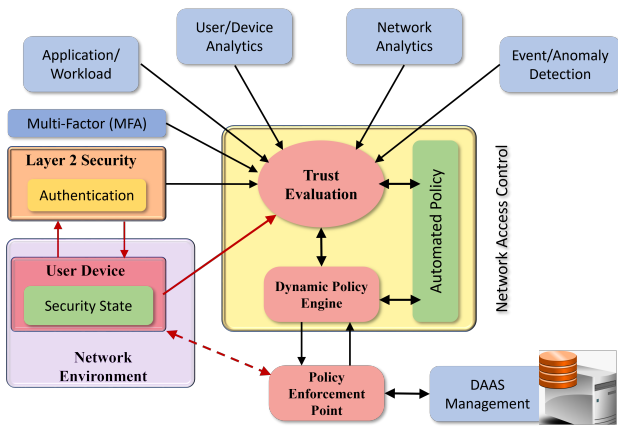 User/Device
Analytics
Network
Analytics
Application/
Workload
Event/Anomaly
Detection
Multi-Factor (MFA)
Layer 2 Security
Authentication
Trust
Evaluation
Automated Policy
Network Access Control
User Device
Security State
Dynamic Policy
Engine
Network
Environment
Policy
Enforcement
Point
DAAS
Management